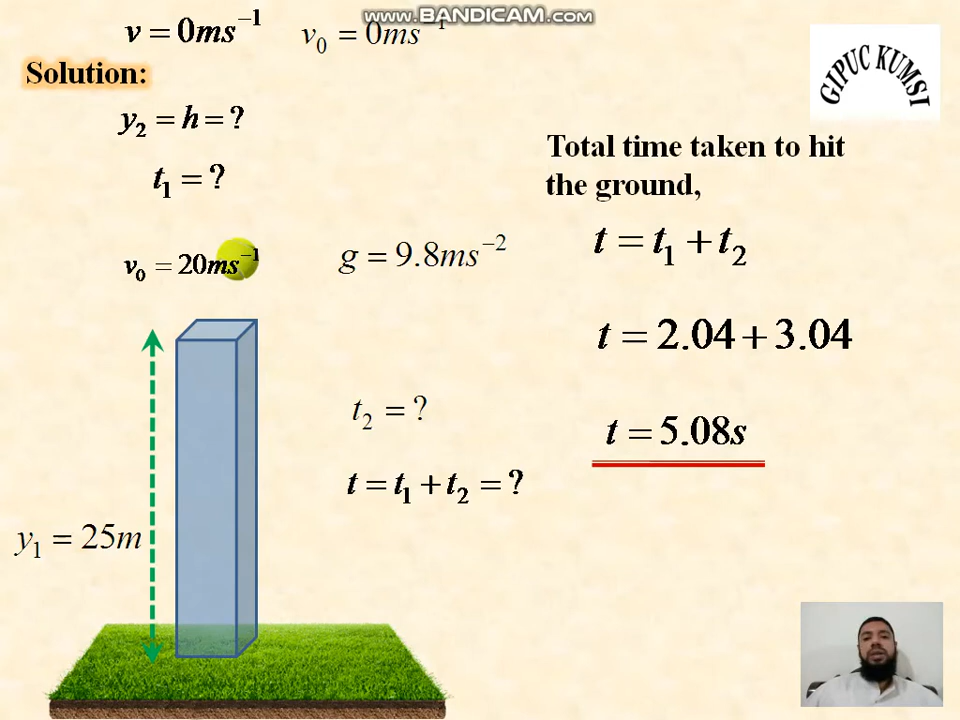 www.BANDICAM.com
v = 0ms⁻¹
v₀ = 0ms⁻¹
Solution:
GIPUC KUMSI
y₂ = h = ?
Total time taken to hit
the ground,
t₁ = ?
t = t₁ + t₂
v₀ = 20ms⁻¹
g = 9.8ms⁻²
t = 2.04 + 3.04
t₂ = ?
t = 5.08s
t = t₁ + t₂ = ?
y₁ = 25m